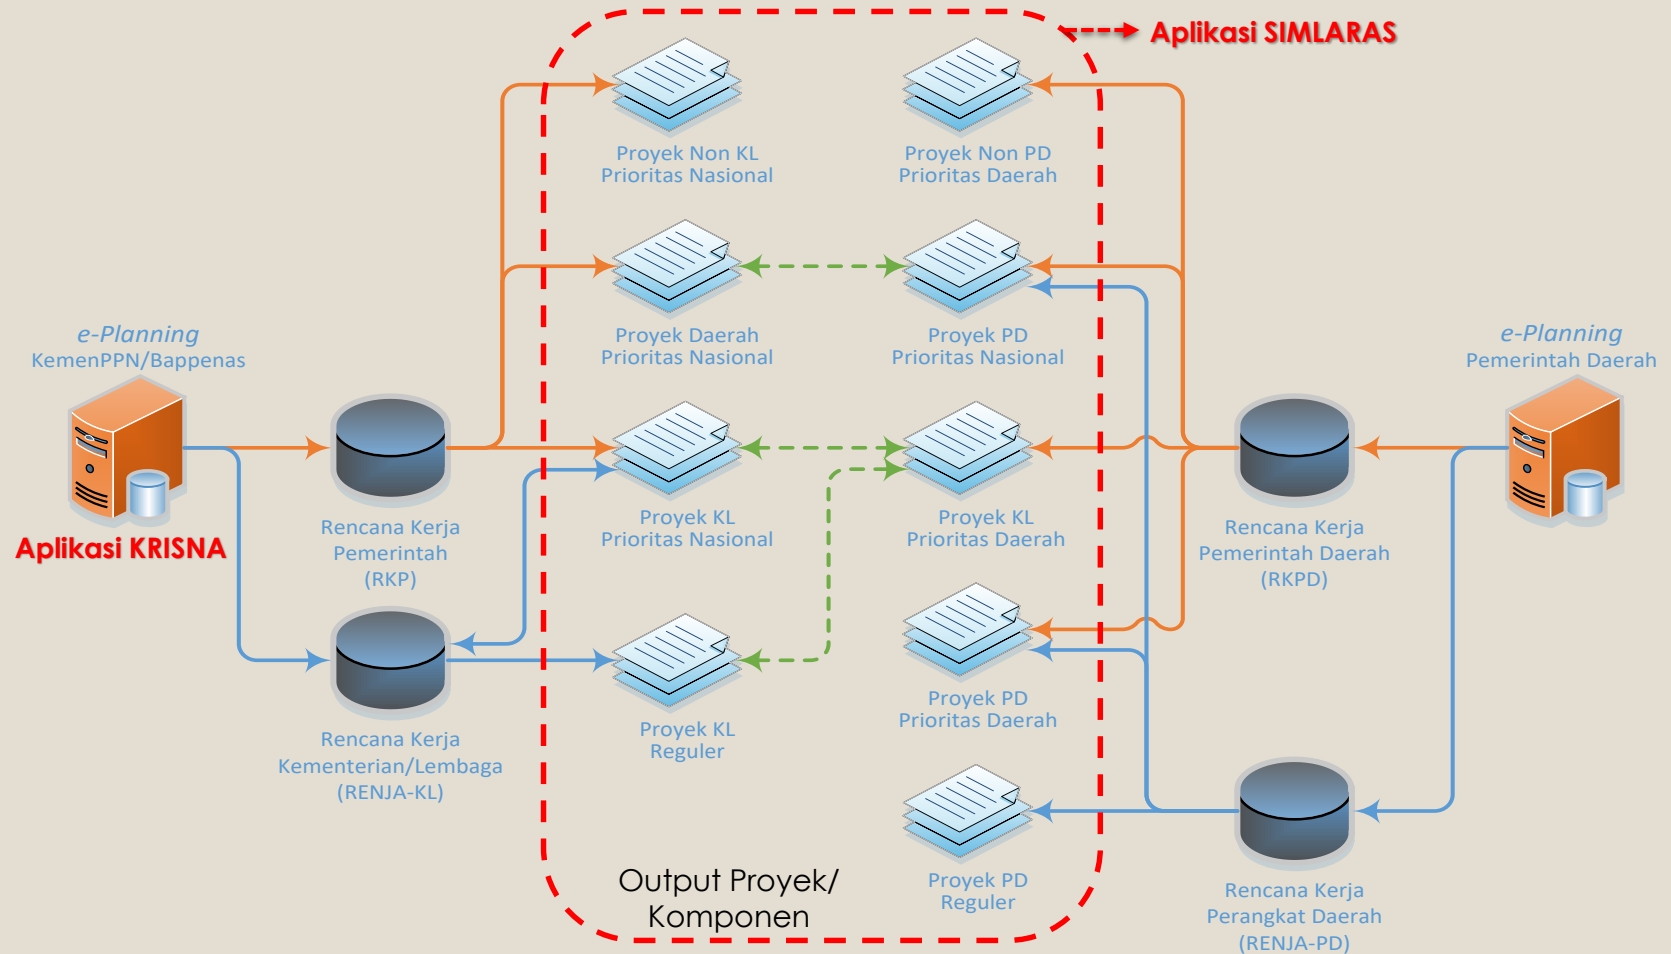 Aplikasi SIMLARAS
Proyek Non KL
Prioritas Nasional
Proyek Non PD
Prioritas Daerah
e-Planning
KemenPPN/Bappenas
Proyek Daerah
Prioritas Nasional
Proyek PD
Prioritas Nasional
e-Planning
Pemerintah Daerah
Aplikasi KRISNA
Rencana Kerja
Pemerintah
(RKP)
Proyek KL
Prioritas Nasional
Proyek KL
Prioritas Daerah
Rencana Kerja
Pemerintah Daerah
(RKPD)
Rencana Kerja
Kementerian/Lembaga
(RENJA-KL)
Proyek KL
Reguler
Proyek PD
Prioritas Daerah
Output Proyek/
Komponen
Proyek PD
Reguler
Rencana Kerja
Perangkat Daerah
(RENJA-PD)